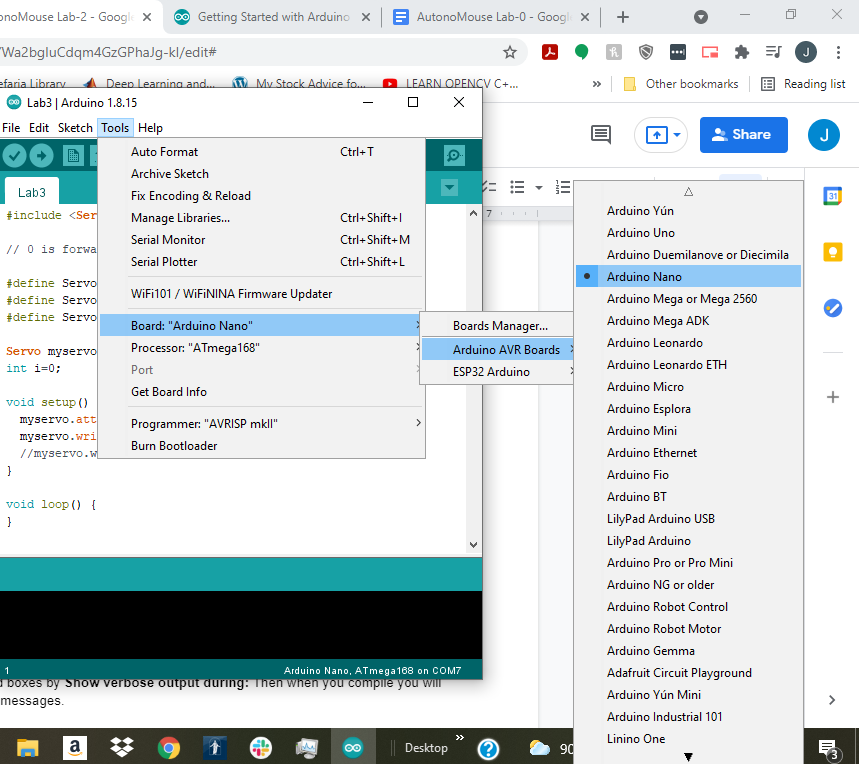 onoMouse Lab-2 - Google
Getting Started with Arduino
AutonoMouse Lab-0 - Google
Wa2bgluCdqm4GzGPhaJg-kl/edit#
J
efaria Library
Deep Learning and...
My Stock Advice fo...
LEARN OPENCV C+...
»
Other bookmarks
Reading list
Lab3 | Arduino 1.8.15
File Edit Sketch Tools Help
Share
J
Lab3
#include <Ser
// 0 is forwa
#define Servo
#define Servo
#define Servo
Servo myservo
int i=0;
void setup()
myservo.att
myservo.wri
//myservo.w
}
void loop() {
}
Auto Format Ctrl+T
Archive Sketch
Fix Encoding & Reload
Manage Libraries... Ctrl+Shift+I
Serial Monitor Ctrl+Shift+M
Serial Plotter Ctrl+Shift+L
WiFi101 / WiFiNINA Firmware Updater
Board: "Arduino Nano"
Processor: "ATmega168"
Port
Get Board Info
Programmer: "AVRISP mkII"
Burn Bootloader
Boards Manager...
Arduino AVR Boards
ESP32 Arduino
7
31
Arduino Yún
Arduino Uno
Arduino Duemilanove or Diecimila
Arduino Nano
Arduino Mega or Mega 2560
Arduino Mega ADK
Arduino Leonardo
Arduino Leonardo ETH
Arduino Micro
Arduino Esplora
Arduino Mini
Arduino Ethernet
Arduino Fio
Arduino BT
LilyPad Arduino USB
LilyPad Arduino
Arduino Pro or Pro Mini
Arduino NG or older
Arduino Robot Control
Arduino Robot Motor
Arduino Gemma
Adafruit Circuit Playground
Arduino Yún Mini
Arduino Industrial 101
Linino One
1 Arduino Nano, ATmega168 on COM7
d boxes by Show verbose output during: Then when you compile you will
messages.
a
Desktop
»
?
90
3